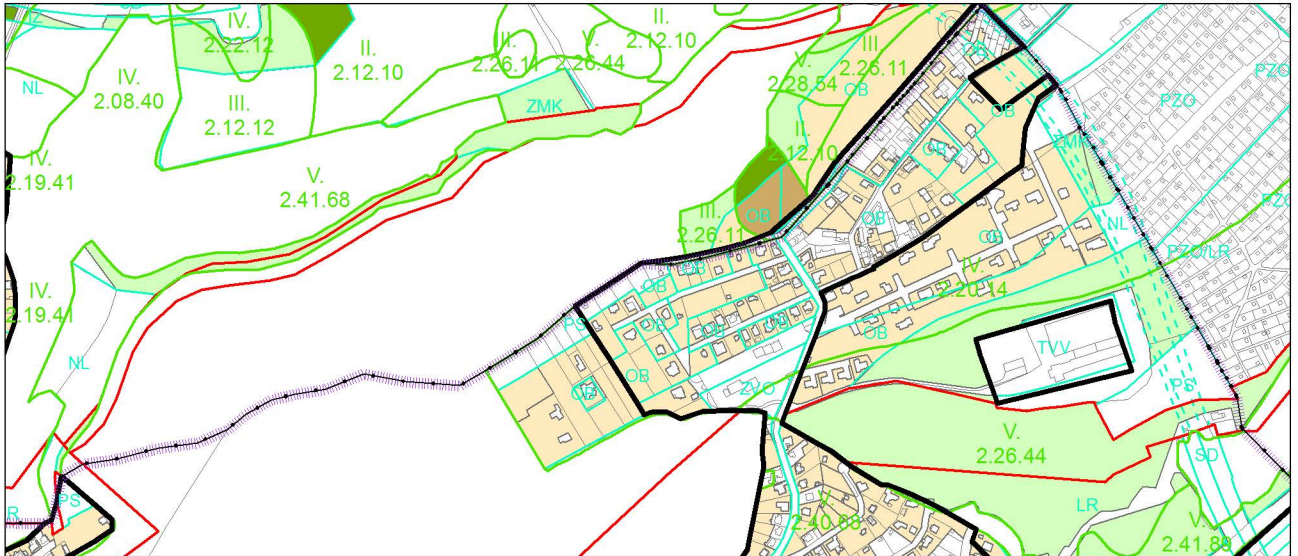 IV.
2.22.12
II.
2.12.10
II.
2.26.11
V.
2.26.44
II.
2.12.10
III.
2.26.11
V.
2.28.54
OB
OB
NL
IV.
2.08.40
III.
2.12.12
ZMK
PZO
PZO
OB
II.
2.12.10
OB
ZMK
IV.
2.19.41
V.
2.41.68
OB
OB
III.
2.26.11
OB
NL
PZO/LR
IV.
2.20.14
OB
OB
IV.
2.19.41
PS
OB
OB
OB
OB
TVV
NL
OB
OB
ZVO
PS
V.
2.26.44
SD
PS
R
LR
V.
2.40.68
V.
2.41.89